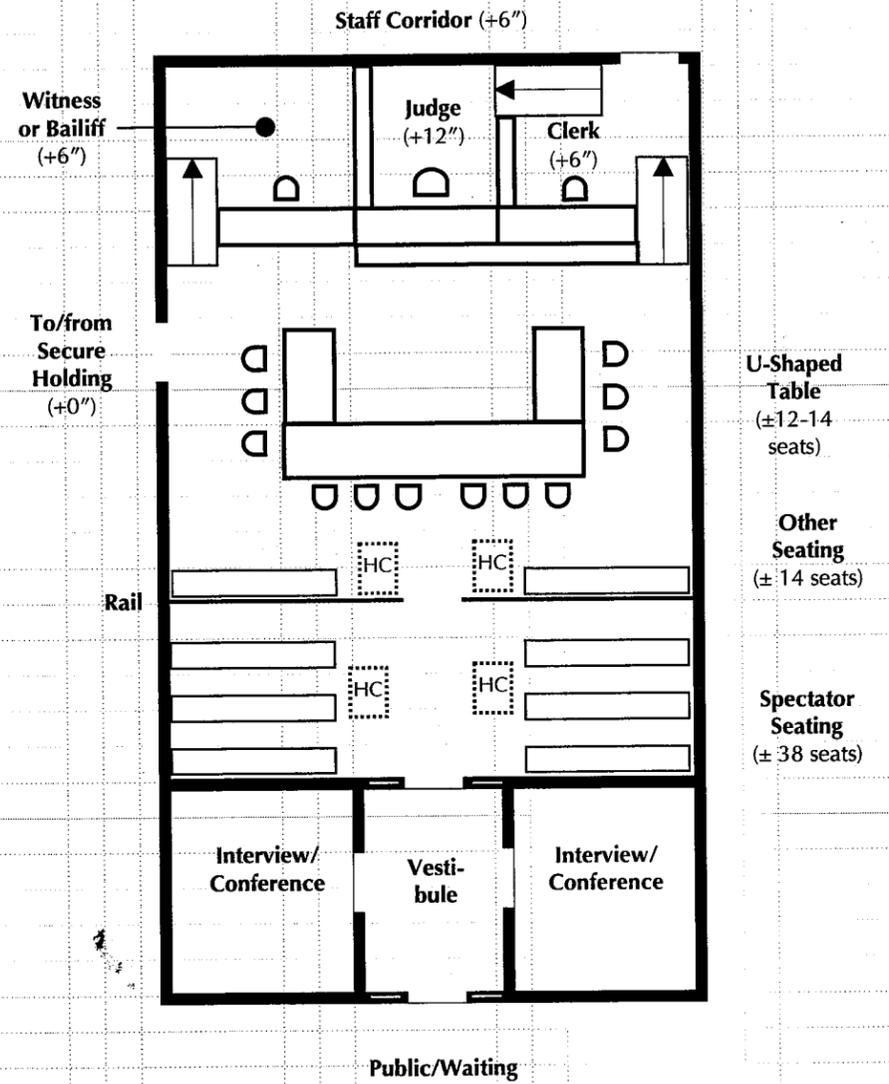 Staff Corridor (+6″)
Witness
or Bailiff
(+6″)
Judge
(+12″)
Clerk
(+6″)
To/from
Secure
Holding
(+0″)
U-Shaped
Table
(±12-14
seats)
Other
Seating
(± 14 seats)
HC
HC
Rail
HC
HC
Spectator
Seating
(± 38 seats)
Interview/
Conference
Vesti-
bule
Interview/
Conference
Public/Waiting